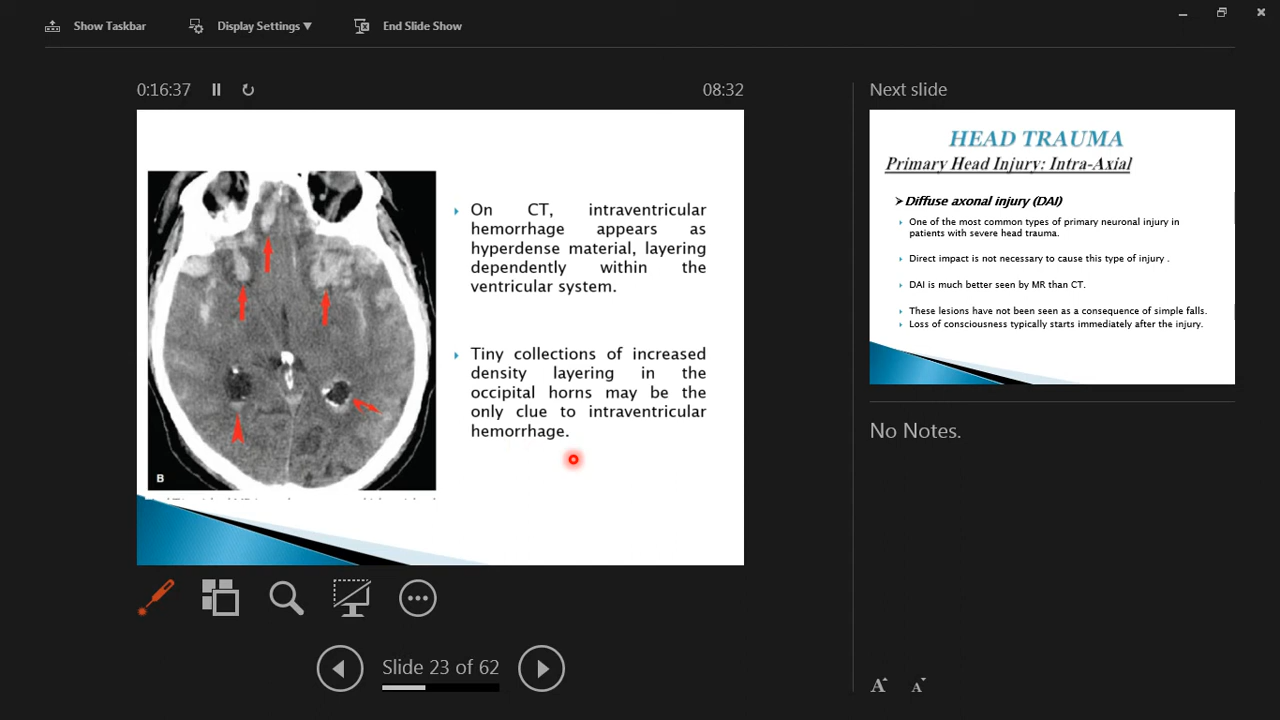 Show Taskbar
Display Settings ▼
End Slide Show
0:16:37
08:32
On CT, intraventricular
hemorrhage appears as
hyperdense material, layering
dependently within the
ventricular system.
Tiny collections of increased
density layering in the
occipital horns may be the
only clue to intraventricular
hemorrhage.
B
Slide 23 of 62
Next slide
HEAD TRAUMA
Primary Head Injury: Intra-Axial
Diffuse axonal injury (DAI)
One of the most common types of primary neuronal injury in
patients with severe head trauma.
Direct impact is not necessary to cause this type of injury .
DAI is much better seen by MR than CT.
These lesions have not been seen as a consequence of simple falls.
Loss of consciousness typically starts immediately after the injury.
No Notes.
A A